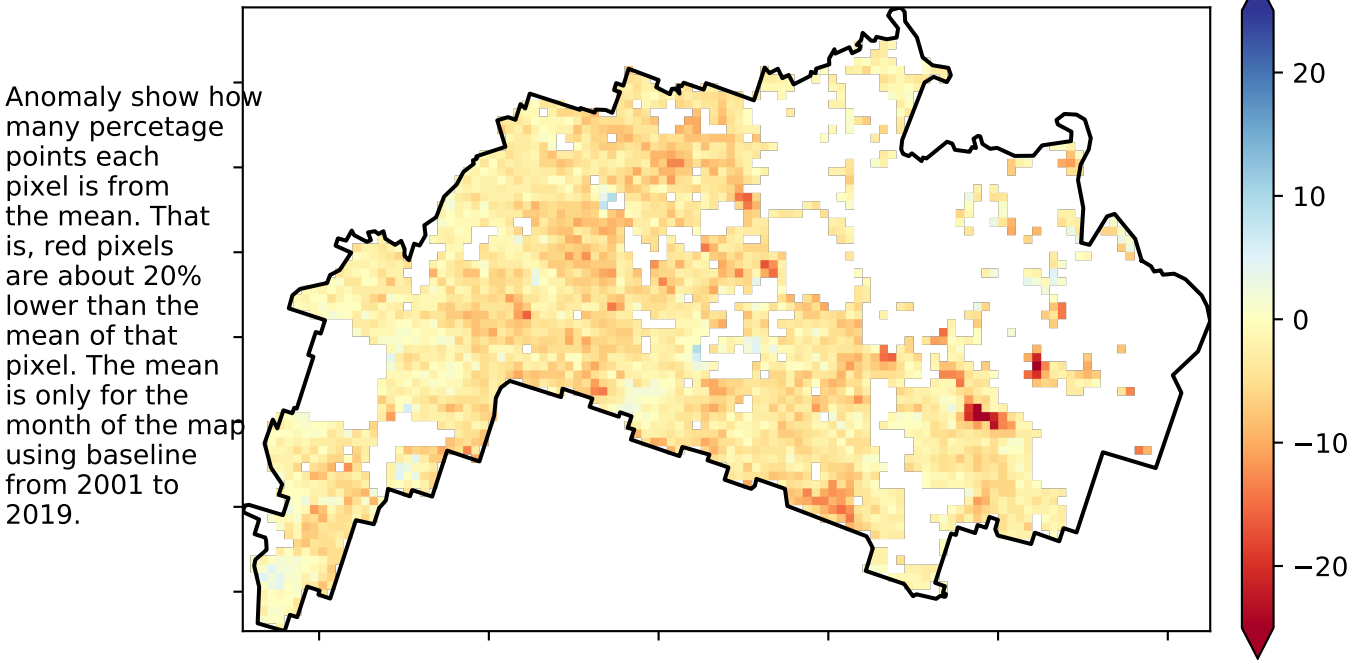 Anomaly show how
many percetage
points each
pixel is from
the mean. That
is, red pixels
are about 20%
lower than the
mean of that
pixel. The mean
is only for the
month of the map
using baseline
from 2001 to
2019.
20
10
0
−10
−20